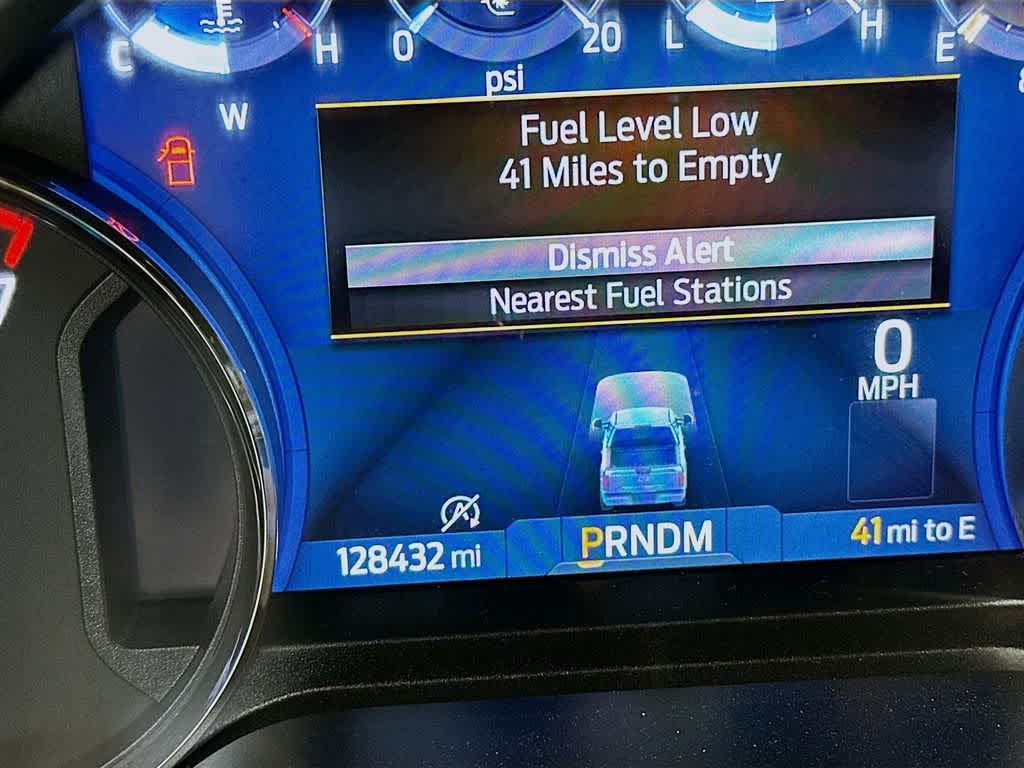 C H 0 20 L H E
psi
W
Fuel Level Low
41 Miles to Empty
Dismiss Alert
Nearest Fuel Stations
0
MPH
128432 mi
PRNDM
41 mi to E